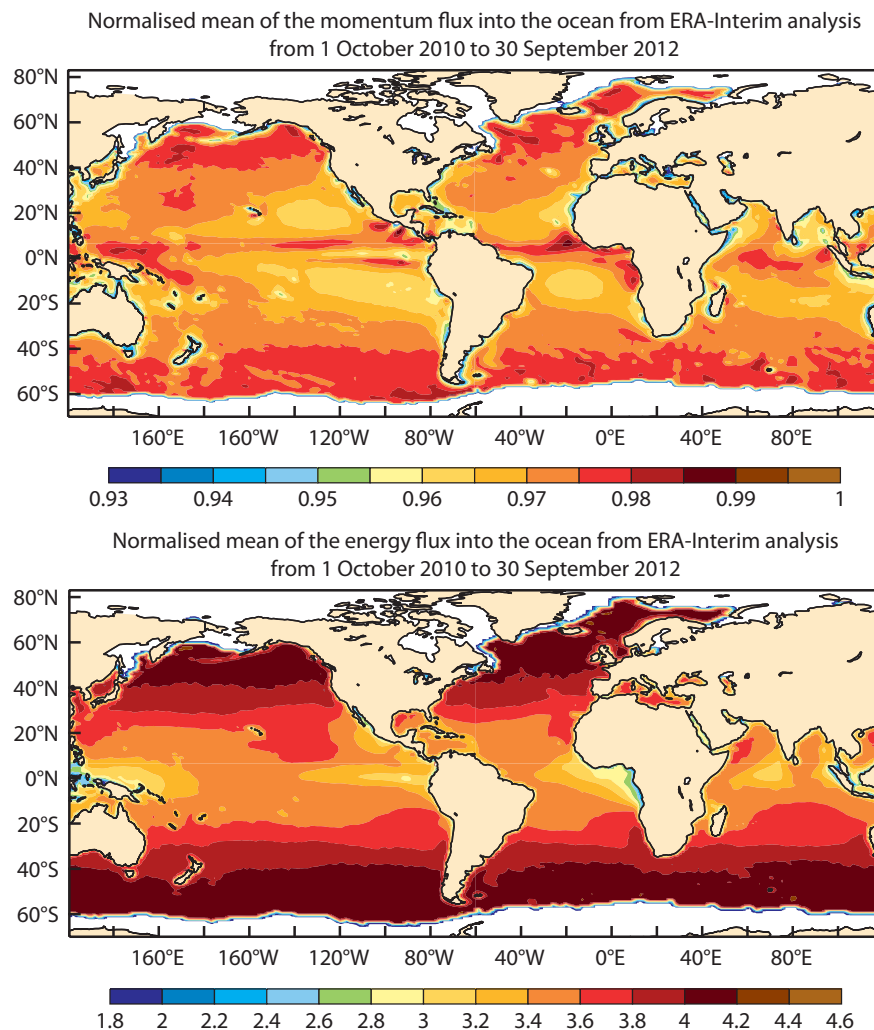 Normalised mean of the momentum flux into the ocean from ERA-Interim analysis
from 1 October 2010 to 30 September 2012
80°N
60°N
40°N
20°N
0°N
20°S
40°S
60°S
160°E 160°W 120°W 80°W 40°W 0°E 40°E 80°E
0.93 0.94 0.95 0.96 0.97 0.98 0.99 1
Normalised mean of the energy flux into the ocean from ERA-Interim analysis
from 1 October 2010 to 30 September 2012
80°N
60°N
40°N
20°N
0°N
20°S
40°S
60°S
160°E 160°W 120°W 80°W 40°W 0°E 40°E 80°E
1.8 2 2.2 2.4 2.6 2.8 3 3.2 3.4 3.6 3.8 4 4.2 4.4 4.6